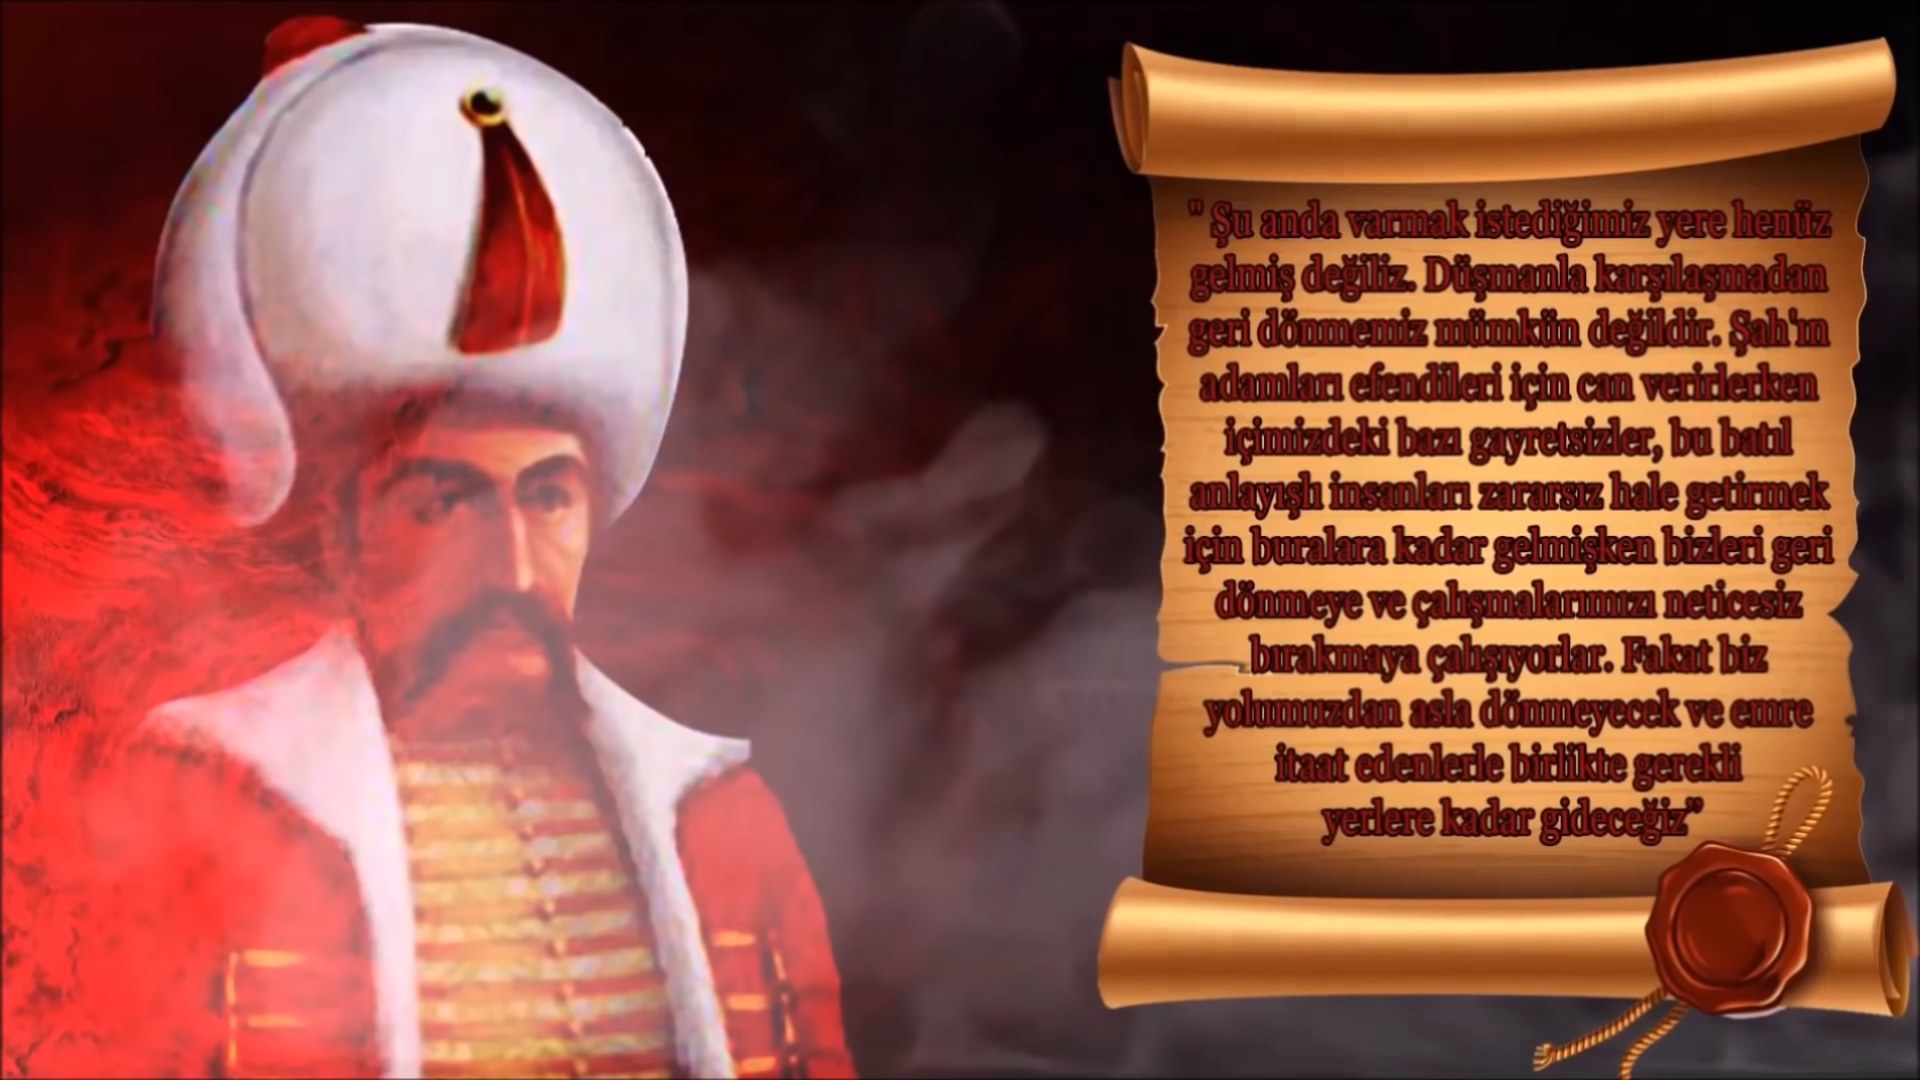 " Şu anda varmak istediğimiz yere henüz
gelmiş değiliz. Düşmanla karşılaşmadan
geri dönmemiz mümkün değildir. Şah'ın
adamları efendileri için can verirlerken
içimizdeki bazı gayretsizler, bu batıl
anlayışlı insanları zararsız hale getirmek
için buralara kadar gelmişken bizleri geri
dönmeye ve çalışmalarımızı neticesiz
bırakmaya çalışıyorlar. Fakat biz
yolumuzdan asla dönmeyecek ve emre
itaat edenlerle birlikte gerekli
yerlere kadar gideceğiz”